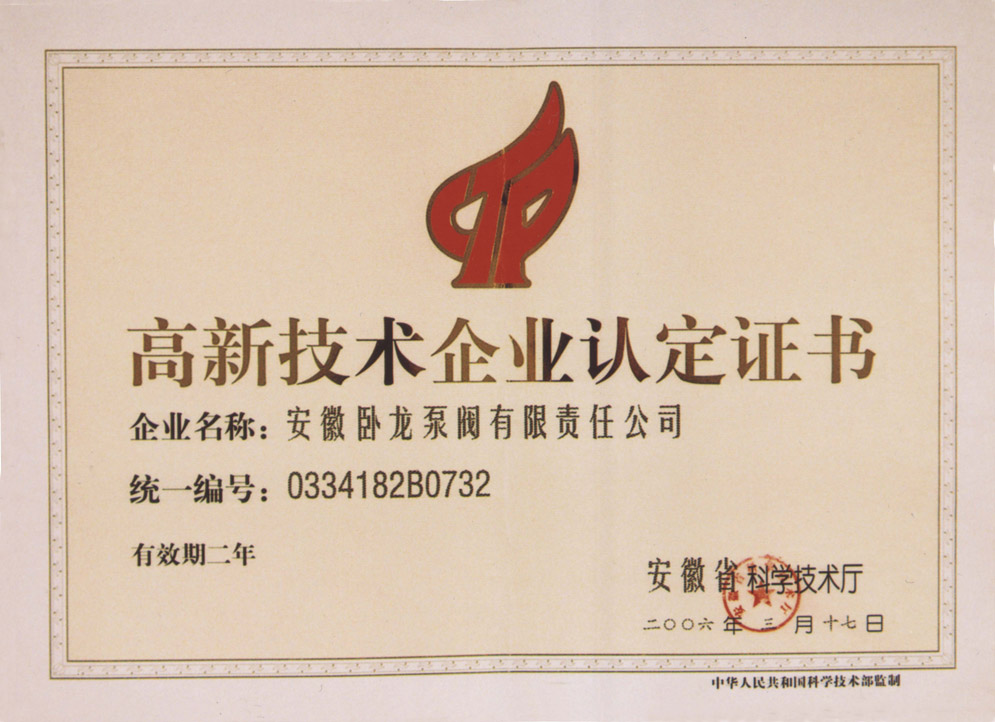 高新技术企业认定证书
企业名称：安徽卧龙泵阀有限责任公司
统一编号：0334182B0732
有效期二年
安徽省科学技术厅
二〇〇六年三月十七日
中华人民共和国科学技术部监制